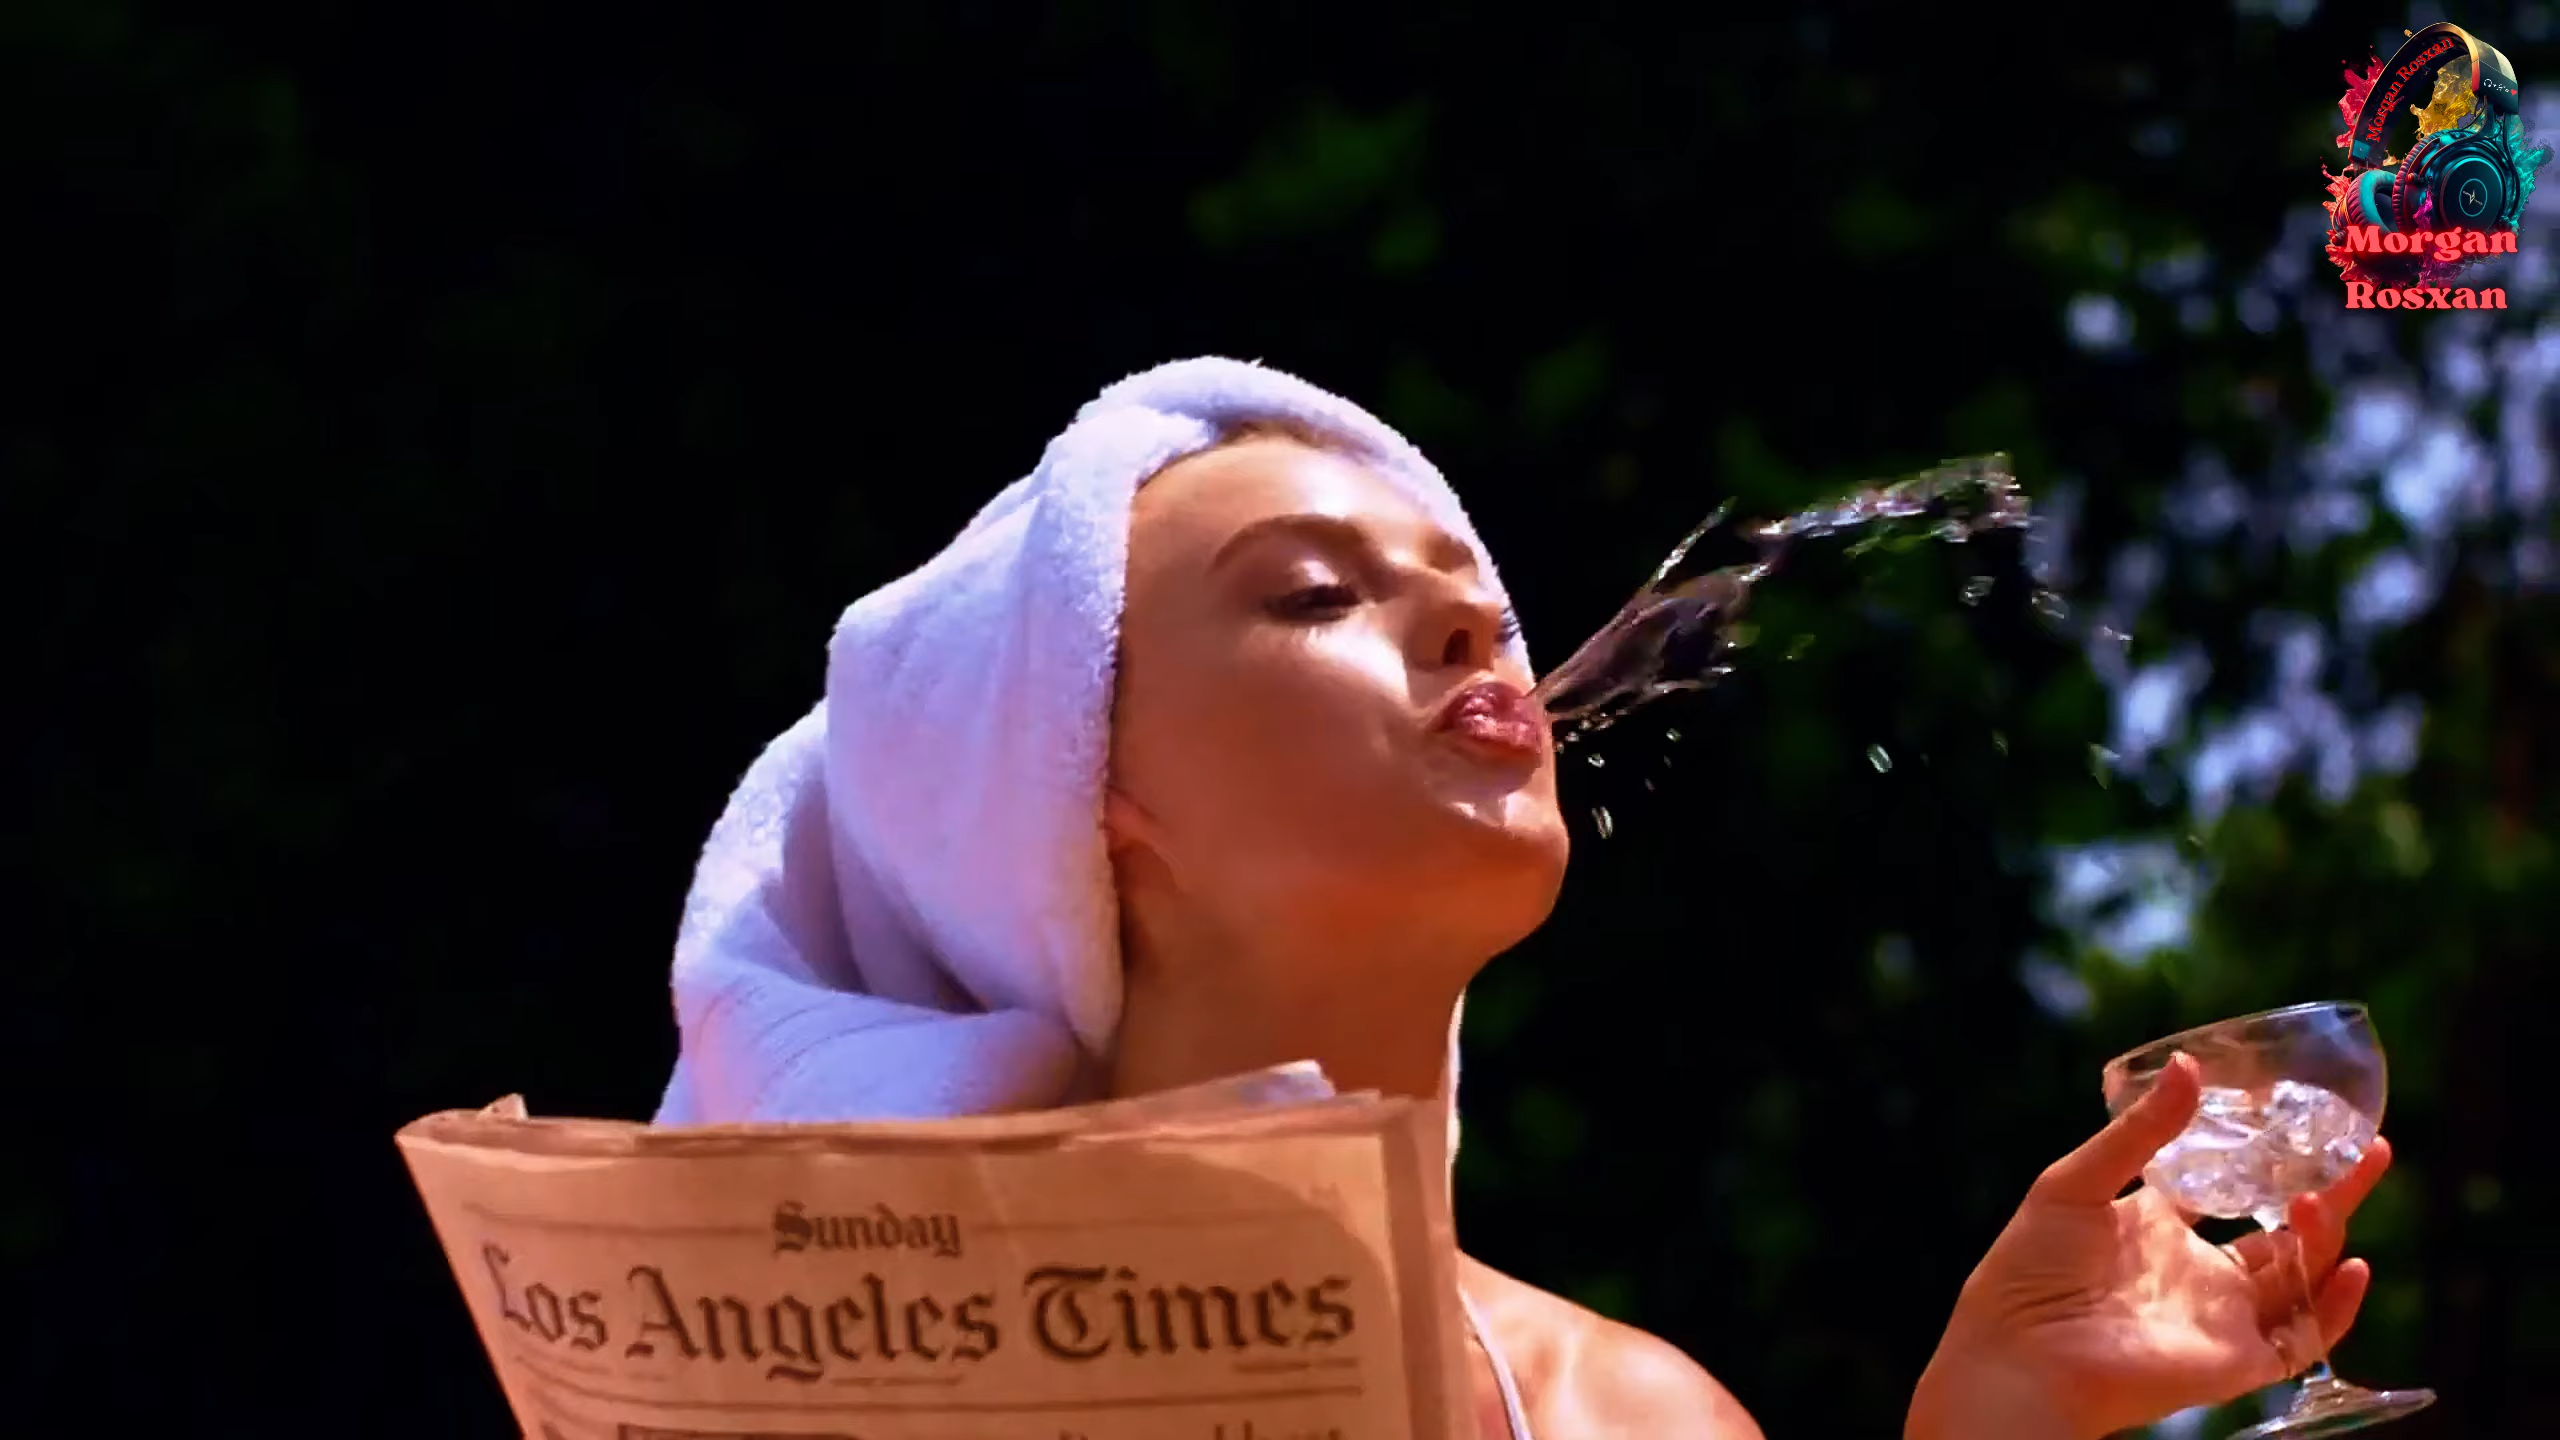 Morgan Rosxan
Morgan
Rosxan
Sunday
Los Angeles Times